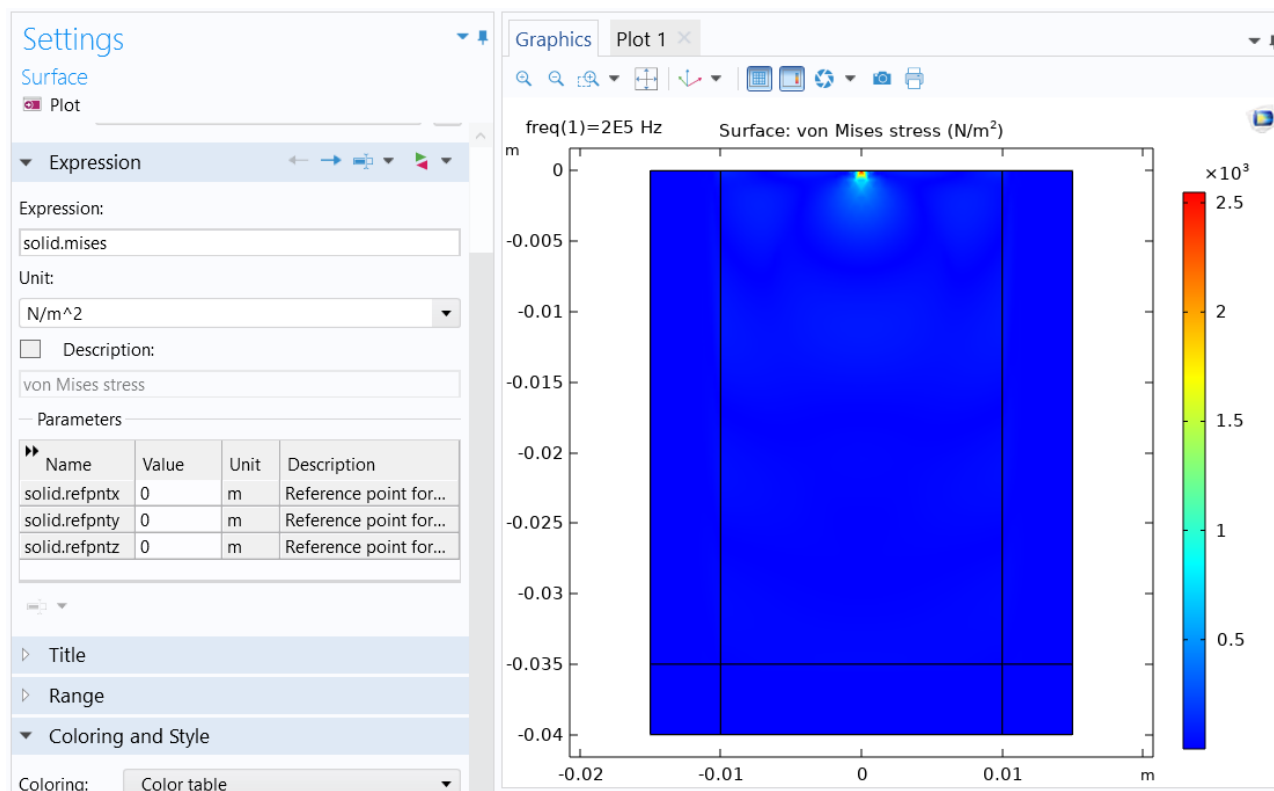 Settings
Surface
Plot
Expression
Expression:
solid.mises
Unit:
N/m^2
Description:
von Mises stress
Parameters
Name Value Unit Description
solid.refpntx 0 m Reference point for...
solid.refpnty 0 m Reference point for...
solid.refpntz 0 m Reference point for...
Title
Range
Coloring and Style
Coloring: Color table
Graphics Plot 1
freq(1)=2E5 Hz Surface: von Mises stress (N/m²)
m
×10³
0
-0.005
-0.01
-0.015
-0.02
-0.025
-0.03
-0.035
-0.04
-0.02 -0.01 0 0.01 m
2.5
2
1.5
1
0.5